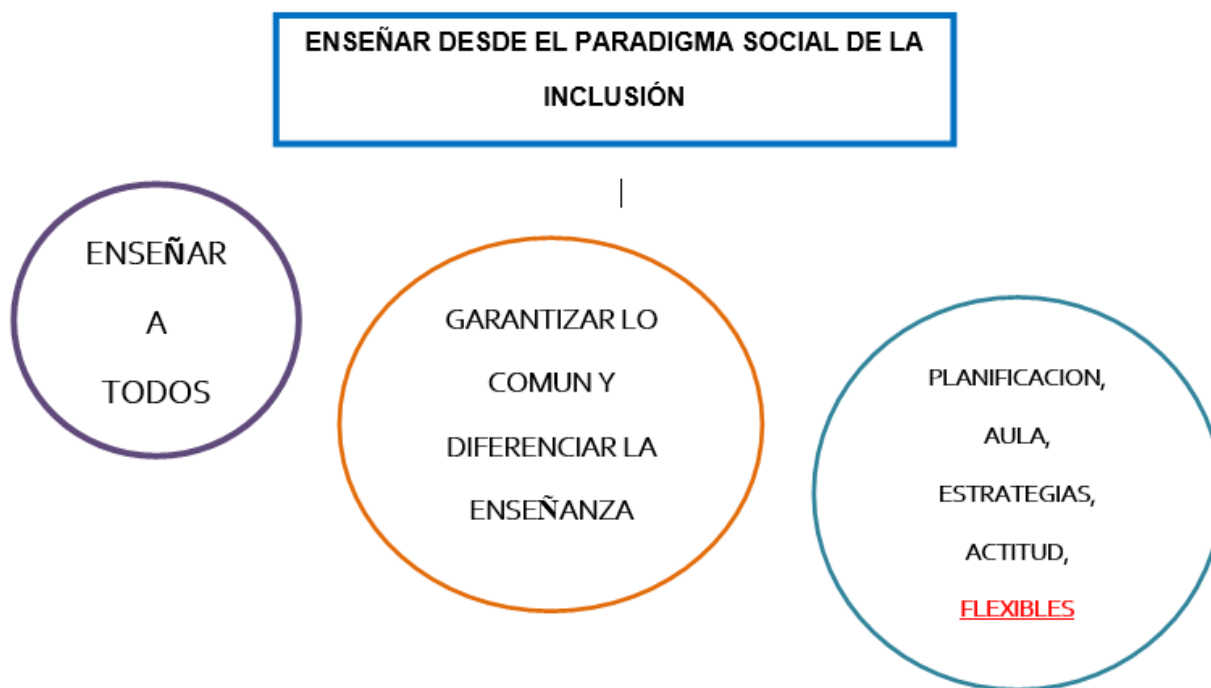 ENSEÑAR DESDE EL PARADIGMA SOCIAL DE LA
INCLUSIÓN
ENSEÑAR
A
TODOS
GARANTIZAR LO
COMUN Y
DIFERENCIAR LA
ENSEÑANZA
PLANIFICACION,
AULA,
ESTRATEGIAS,
ACTITUD,
FLEXIBLES